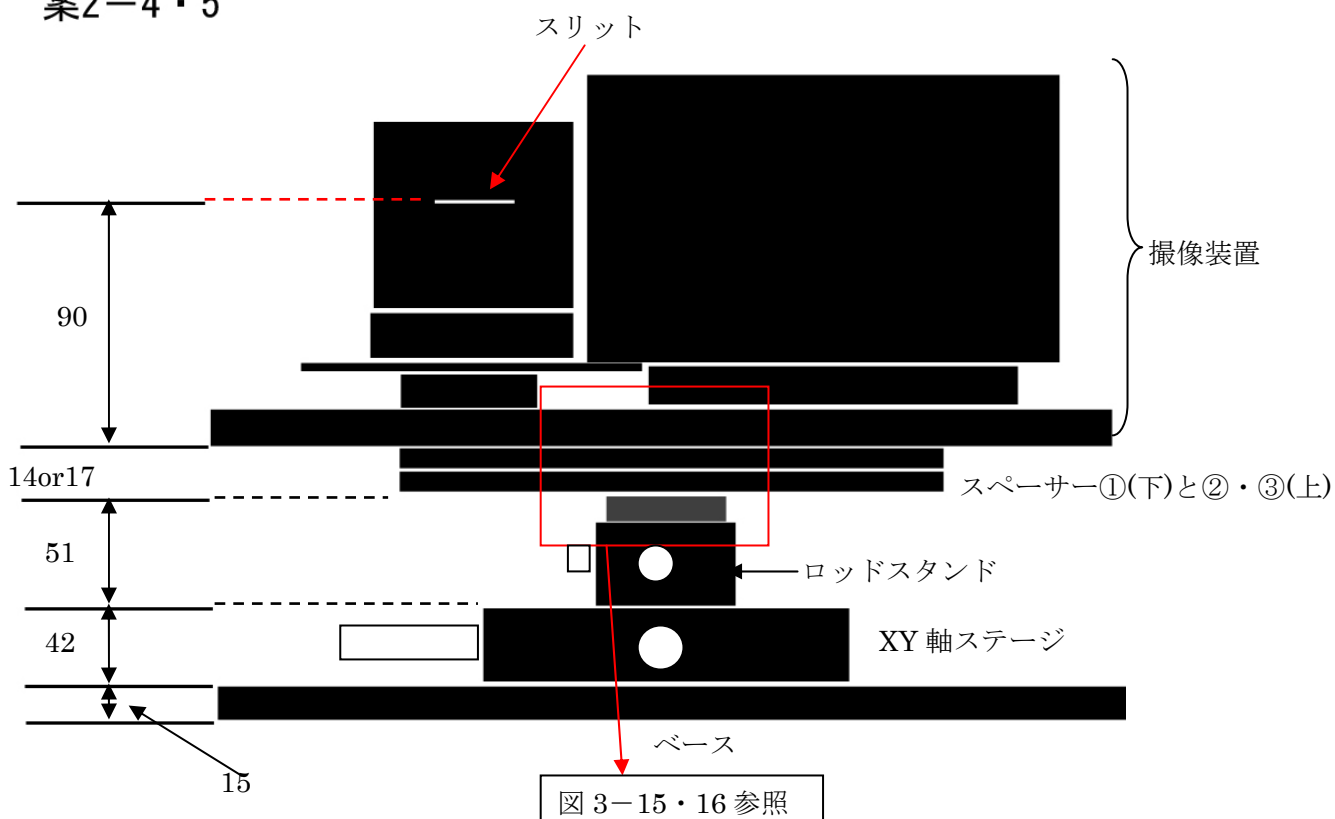 案2－4・5
スリット
撮像装置
90
14or17
スペーサー①(下)と②・③(上)
51
ロッドスタンド
42
XY 軸ステージ
ベース
15
図 3－15・16 参照